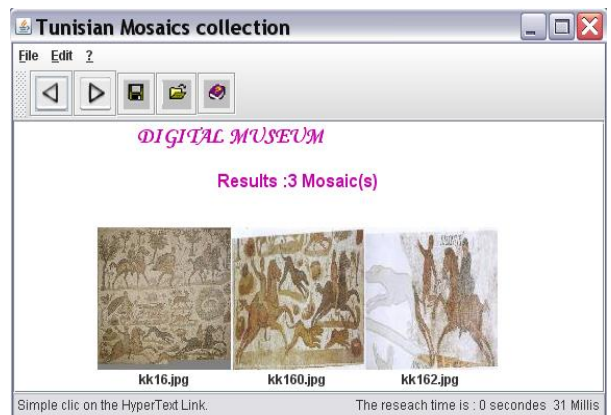 Tunisian Mosaics collection
File Edit ?
DIGITAL MUSEUM
Results :3 Mosaic(s)
kk16.jpg kk160.jpg kk162.jpg
Simple clic on the HyperText Link. The reseach time is : 0 secondes 31 Millis